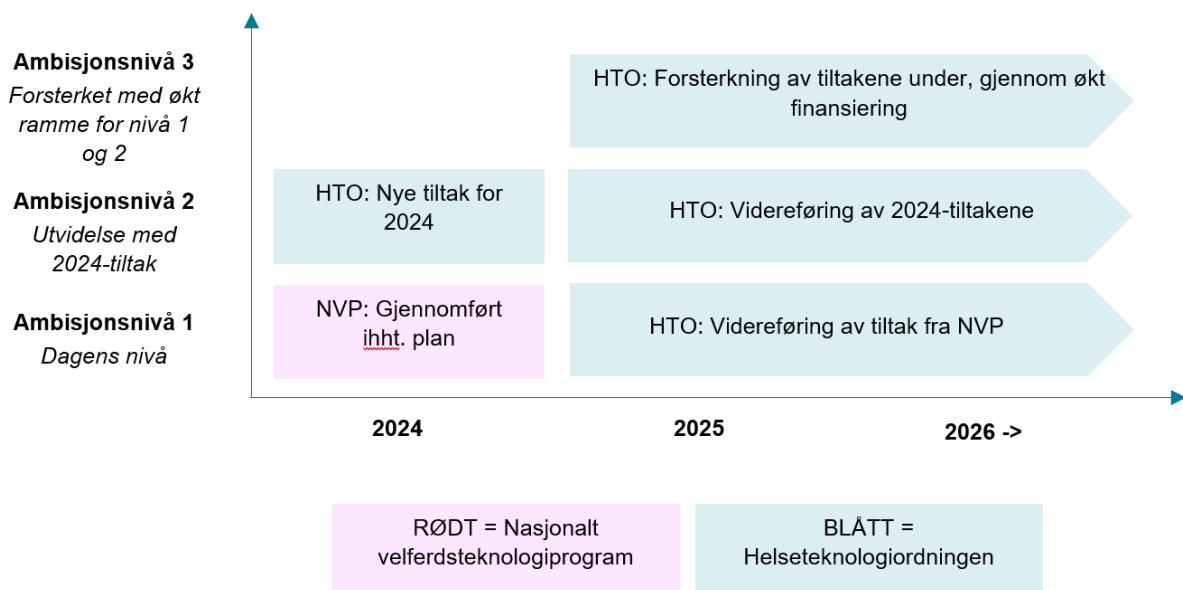 Ambisjonsnivå 3
Forsterket med økt
ramme for nivå 1
og 2
HTO: Forsterkning av tiltakene under, gjennom økt
finansiering
Ambisjonsnivå 2
Utvidelse med
2024-tiltak
HTO: Nye tiltak for
2024
HTO: Videreføring av 2024-tiltakene
Ambisjonsnivå 1
Dagens nivå
NVP: Gjennomført
ihht. plan
HTO: Videreføring av tiltak fra NVP
2024
2025
2026 ->
RØDT = Nasjonalt
velferdsteknologiprogram
BLÅTT =
Helseteknologiordningen